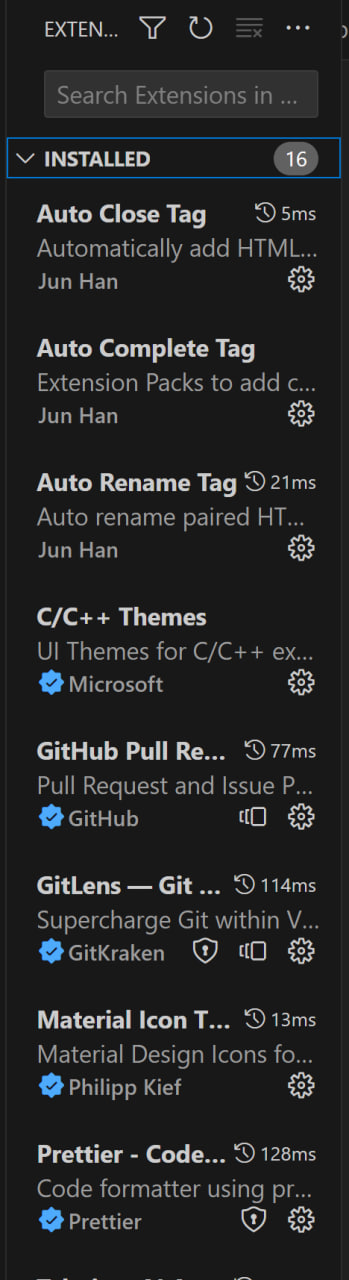 EXTEN...
Search Extensions in ...
INSTALLED 16
Auto Close Tag 5ms
Automatically add HTML...
Jun Han
Auto Complete Tag
Extension Packs to add c...
Jun Han
Auto Rename Tag 21ms
Auto rename paired HT...
Jun Han
C/C++ Themes
UI Themes for C/C++ ex...
Microsoft
GitHub Pull Re... 77ms
Pull Request and Issue P...
GitHub
GitLens — Git ... 114ms
Supercharge Git within V...
GitKraken
Material Icon T... 13ms
Material Design Icons fo...
Philipp Kief
Prettier - Code... 128ms
Code formatter using pr...
Prettier